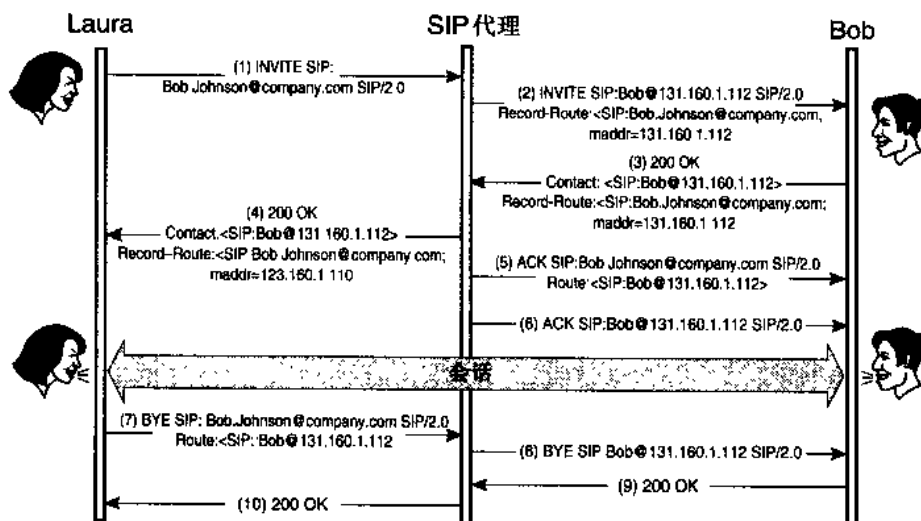 Laura
SIP代理
Bob
(1) INVITE SIP:
Bob Johnson@company.com SIP/2 0
(2) INVITE SIP:Bob@131.160.1.112 SIP/2.0
Record-Route:<SIP:Bob.Johnson@company.com;
maddr=131.160 1.112
(3) 200 OK
Contact: <SIP:Bob@131.160.1.112>
Record-Route:<SIP:Bob.Johnson@company.com;
maddr=131.160.1 112
(4) 200 OK
Contact.<SIP:Bob@131 160.1.112>
Record-Route:<SIP Bob Johnson@company com;
maddr=123.160.1 110
(5) ACK SIP:Bob Johnson@company.com SIP/2.0
Route:<SIP:Bob@131.160.1.112>
(6) ACK SIP:Bob@131.160.1.112 SIP/2.0
会话
(7) BYE SIP: Bob.Johnson@company.com SIP/2.0
Route:<SIP: Bob@131.160.1.112
(8) BYE SIP Bob@131.160.1.112 SIP/2.0
(9) 200 OK
(10) 200 OK